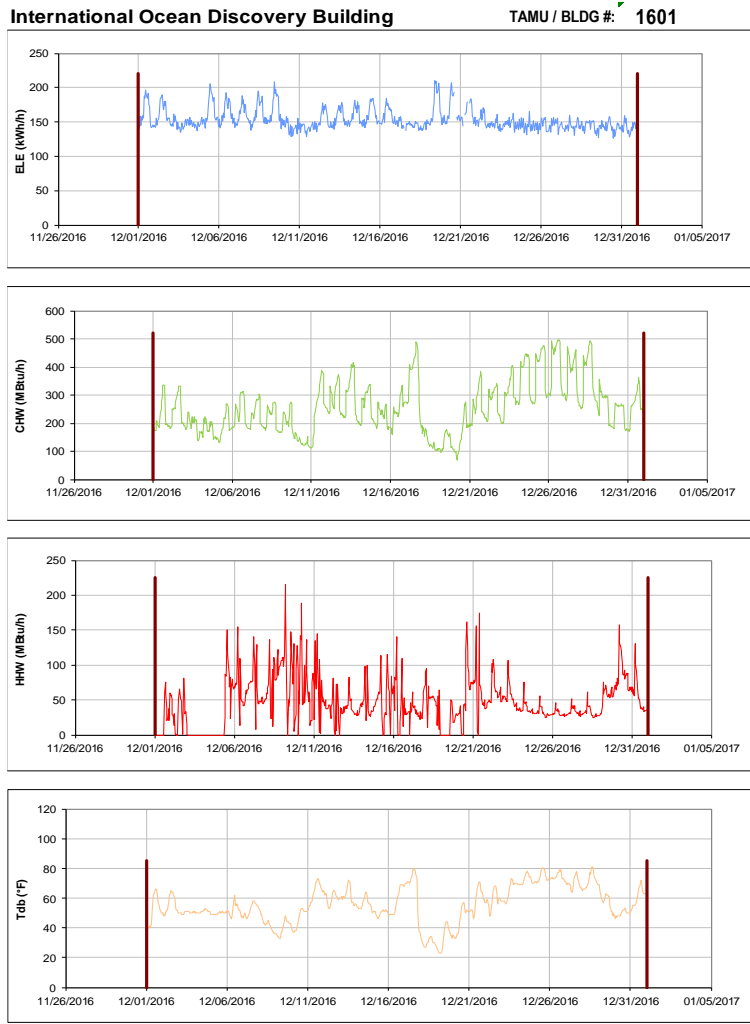 International Ocean Discovery Building TAMU / BLDG #: 1601
250
200
150
100
50
0
ELE (kWh/h)
11/26/2016 12/01/2016 12/06/2016 12/11/2016 12/16/2016 12/21/2016 12/26/2016 12/31/2016 01/05/2017
600
500
400
300
200
100
0
CHW (MBtu/h)
11/26/2016 12/01/2016 12/06/2016 12/11/2016 12/16/2016 12/21/2016 12/26/2016 12/31/2016 01/05/2017
250
200
150
100
50
0
HHW (MBtu/h)
11/26/2016 12/01/2016 12/06/2016 12/11/2016 12/16/2016 12/21/2016 12/26/2016 12/31/2016 01/05/2017
120
100
80
60
40
20
0
Tdb (°F)
11/26/2016 12/01/2016 12/06/2016 12/11/2016 12/16/2016 12/21/2016 12/26/2016 12/31/2016 01/05/2017